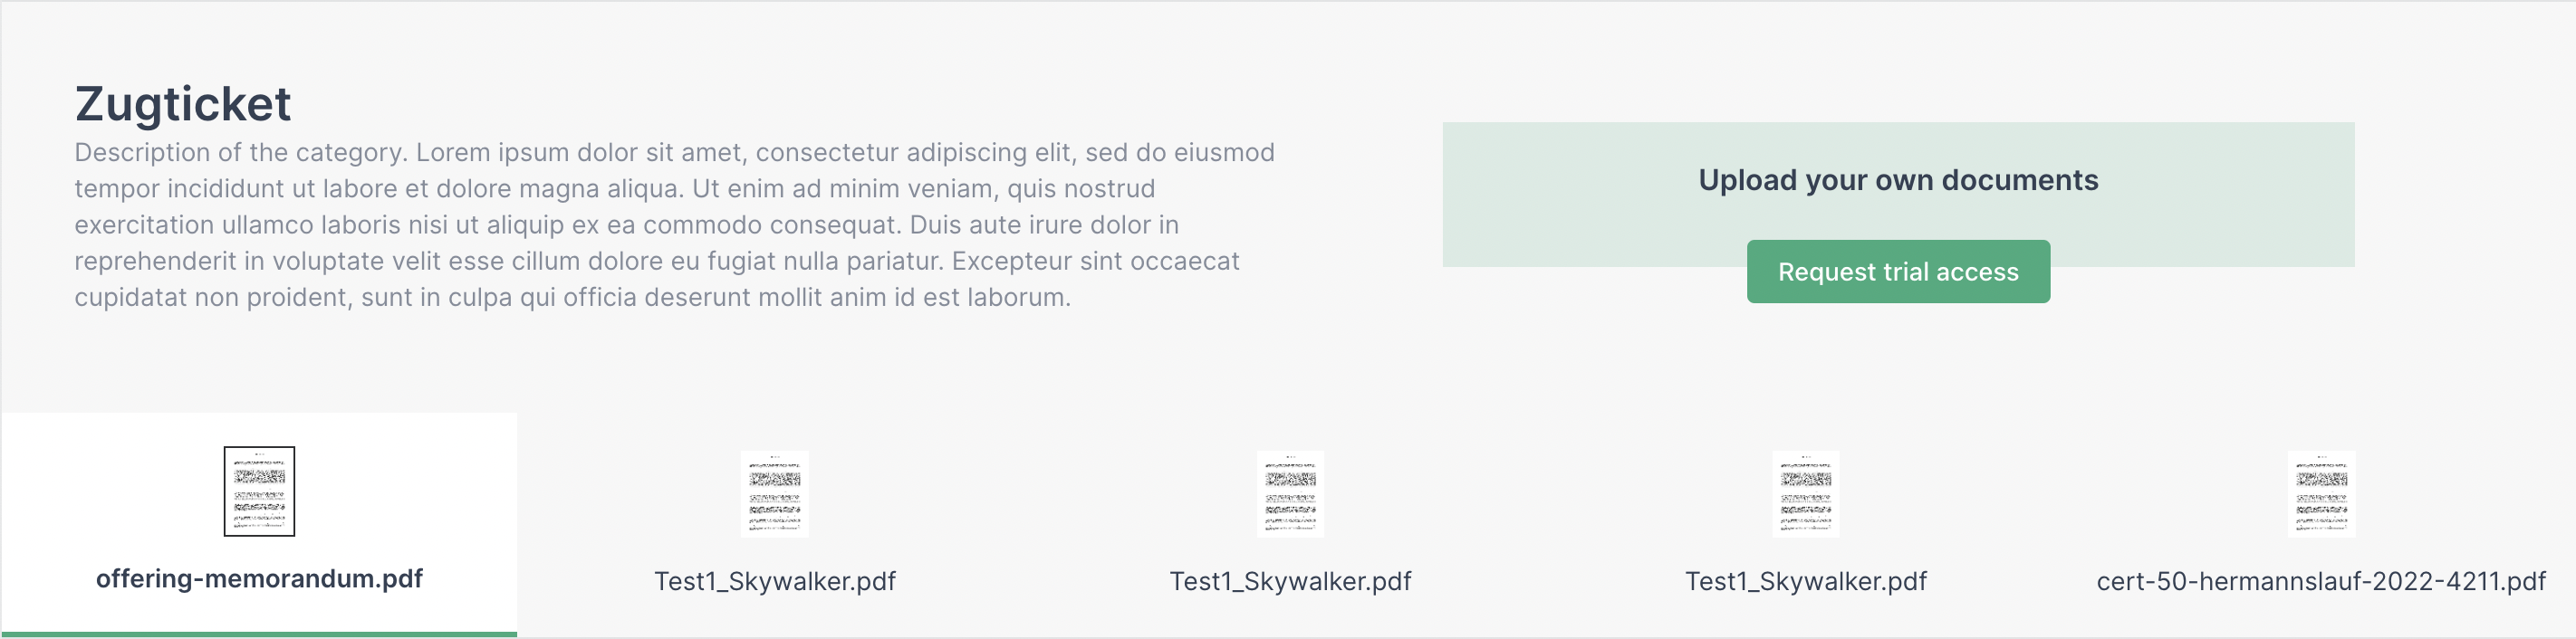 Zugticket
Description of the category. Lorem ipsum dolor sit amet, consectetur adipiscing elit, sed do eiusmod
tempor incididunt ut labore et dolore magna aliqua. Ut enim ad minim veniam, quis nostrud
exercitation ullamco laboris nisi ut aliquip ex ea commodo consequat. Duis aute irure dolor in
reprehenderit in voluptate velit esse cillum dolore eu fugiat nulla pariatur. Excepteur sint occaecat
cupidatat non proident, sunt in culpa qui officia deserunt mollit anim id est laborum.
Upload your own documents
Request trial access
offering-memorandum.pdf
Test1_Skywalker.pdf
Test1_Skywalker.pdf
Test1_Skywalker.pdf
cert-50-hermannslauf-2022-4211.pdf